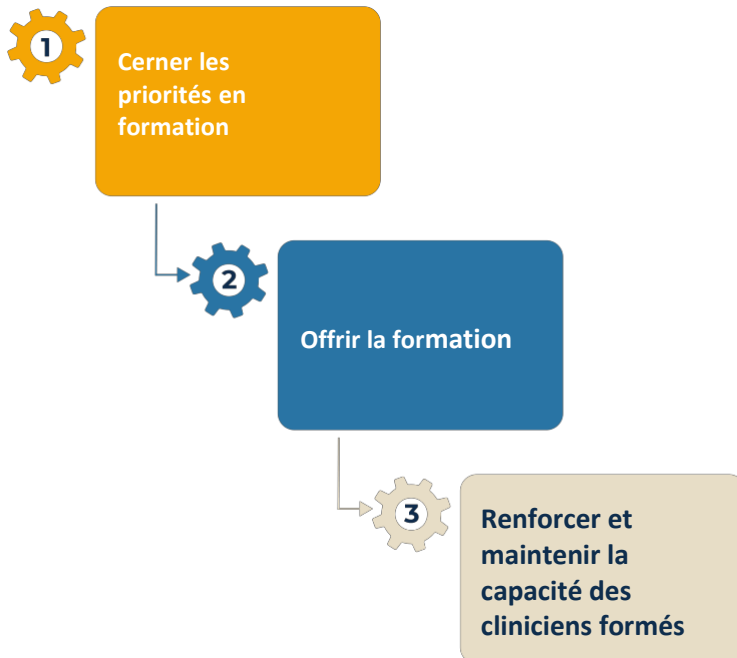 1
Cerner les
priorités en
formation
2
Offrir la formation
3
Renforcer et
maintenir la
capacité des
cliniciens formés